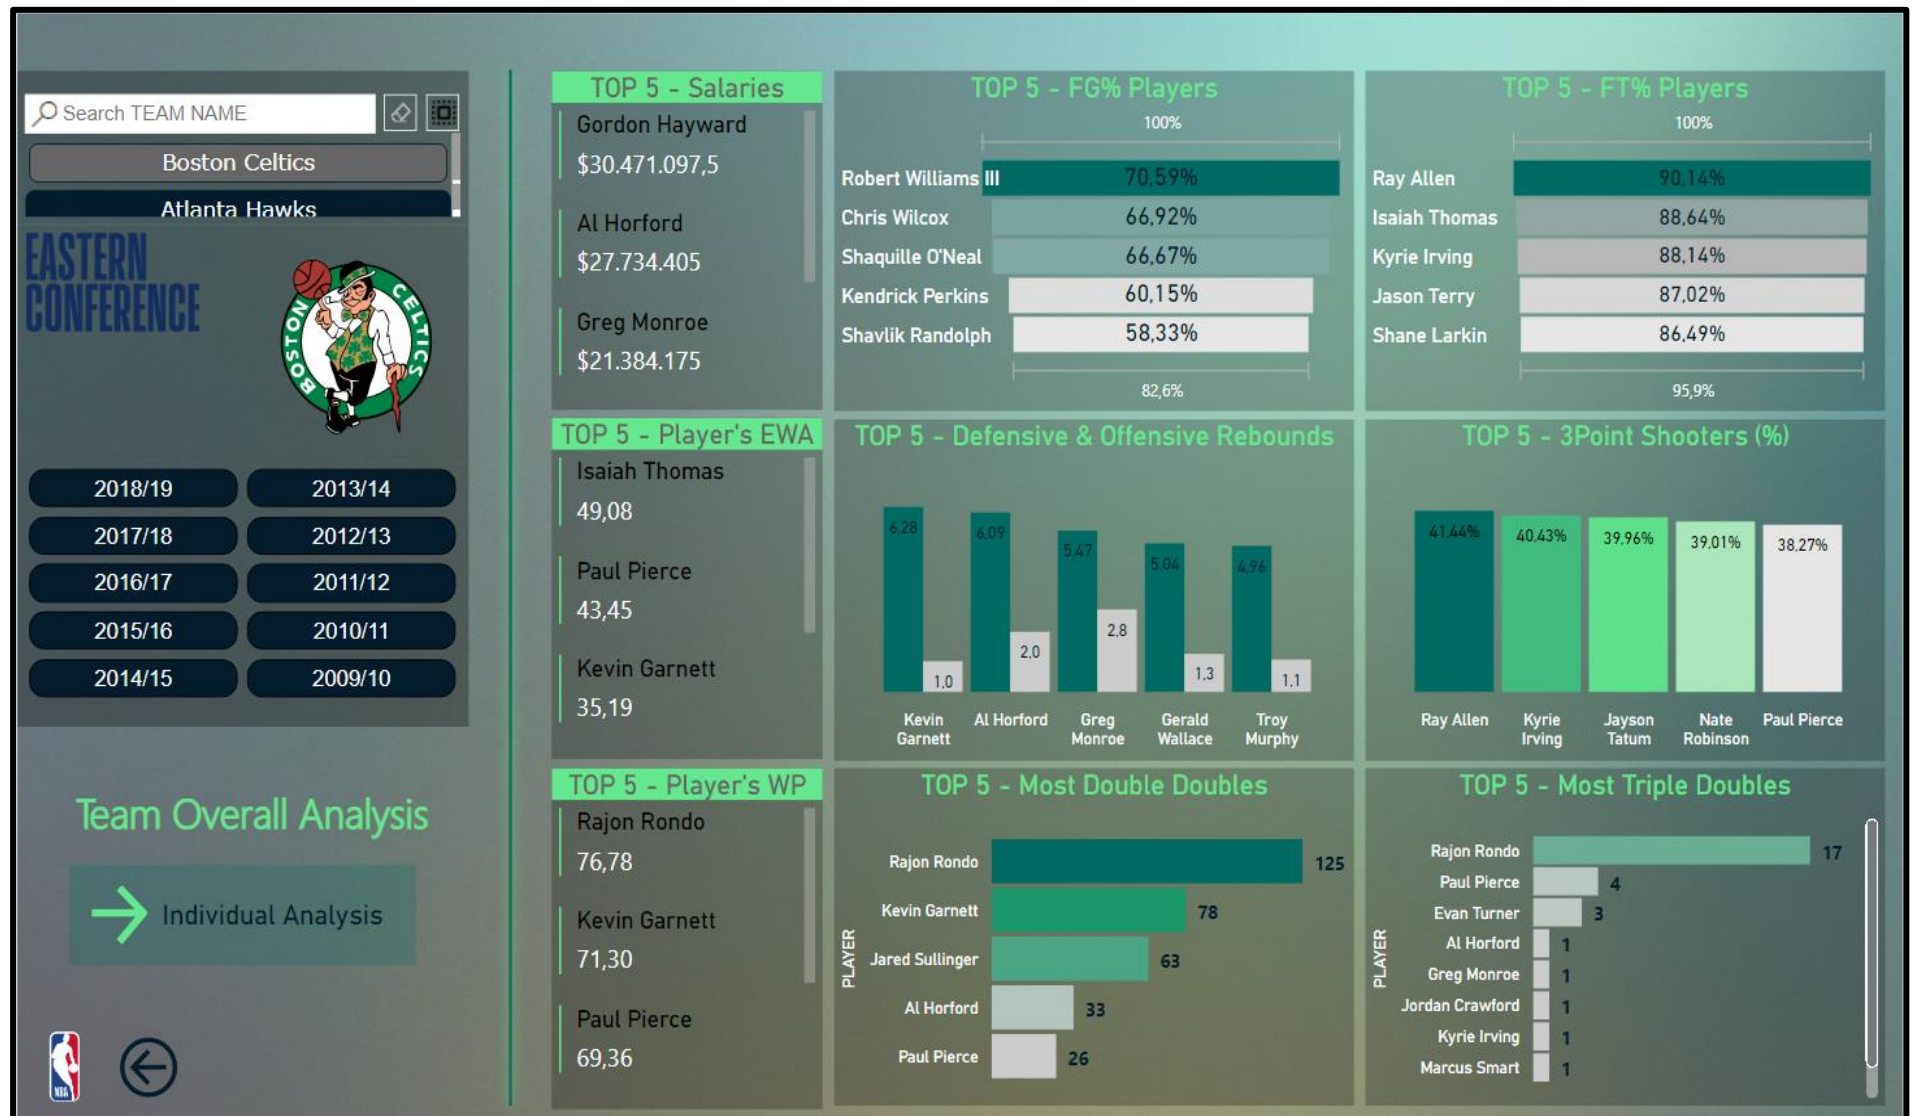 Search TEAM NAME
Boston Celtics
Atlanta Hawks
EASTERN
CONFERENCE
BOSTON CELTICS
2018/19
2013/14
2017/18
2012/13
2016/17
2011/12
2015/16
2010/11
2014/15
2009/10
Team Overall Analysis
Individual Analysis
NBA
TOP 5 - Salaries
Gordon Hayward
$30.471.097,5
Al Horford
$27.734.405
Greg Monroe
$21.384.175
TOP 5 - Player's EWA
Isaiah Thomas
49,08
Paul Pierce
43,45
Kevin Garnett
35,19
TOP 5 - Player's WP
Rajon Rondo
76,78
Kevin Garnett
71,30
Paul Pierce
69,36
TOP 5 - FG% Players
100%
Robert Williams III 70,59%
Chris Wilcox 66,92%
Shaquille O'Neal 66,67%
Kendrick Perkins 60,15%
Shavlik Randolph 58,33%
82,6%
TOP 5 - FT% Players
100%
Ray Allen 90,14%
Isaiah Thomas 88,64%
Kyrie Irving 88,14%
Jason Terry 87,02%
Shane Larkin 86,49%
95,9%
TOP 5 - Defensive & Offensive Rebounds
6,28 1,0 6,09 2,0 5,47 2,8 5,04 1,3 4,96 1,1
Kevin Garnett
Al Horford
Greg Monroe
Gerald Wallace
Troy Murphy
TOP 5 - 3Point Shooters (%)
41,44% 40,43% 39,96% 39,01% 38,27%
Ray Allen
Kyrie Irving
Jayson Tatum
Nate Robinson
Paul Pierce
TOP 5 - Most Double Doubles
PLAYER
Rajon Rondo 125
Kevin Garnett 78
Jared Sullinger 63
Al Horford 33
Paul Pierce 26
TOP 5 - Most Triple Doubles
PLAYER
Rajon Rondo 17
Paul Pierce 4
Evan Turner 3
Al Horford 1
Greg Monroe 1
Jordan Crawford 1
Kyrie Irving 1
Marcus Smart 1